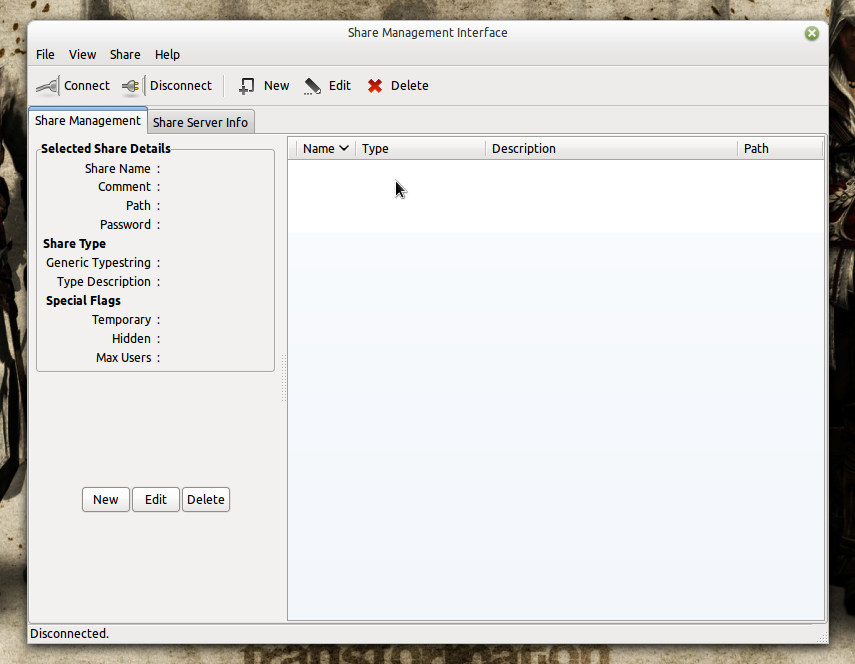 Share Management Interface
File View Share Help
Connect Disconnect New Edit Delete
Share Management Share Server Info
Selected Share Details
Share Name :
Comment :
Path :
Password :
Share Type
Generic Typestring :
Type Description :
Special Flags
Temporary :
Hidden :
Max Users :
New Edit Delete
Name Type Description Path
Disconnected.